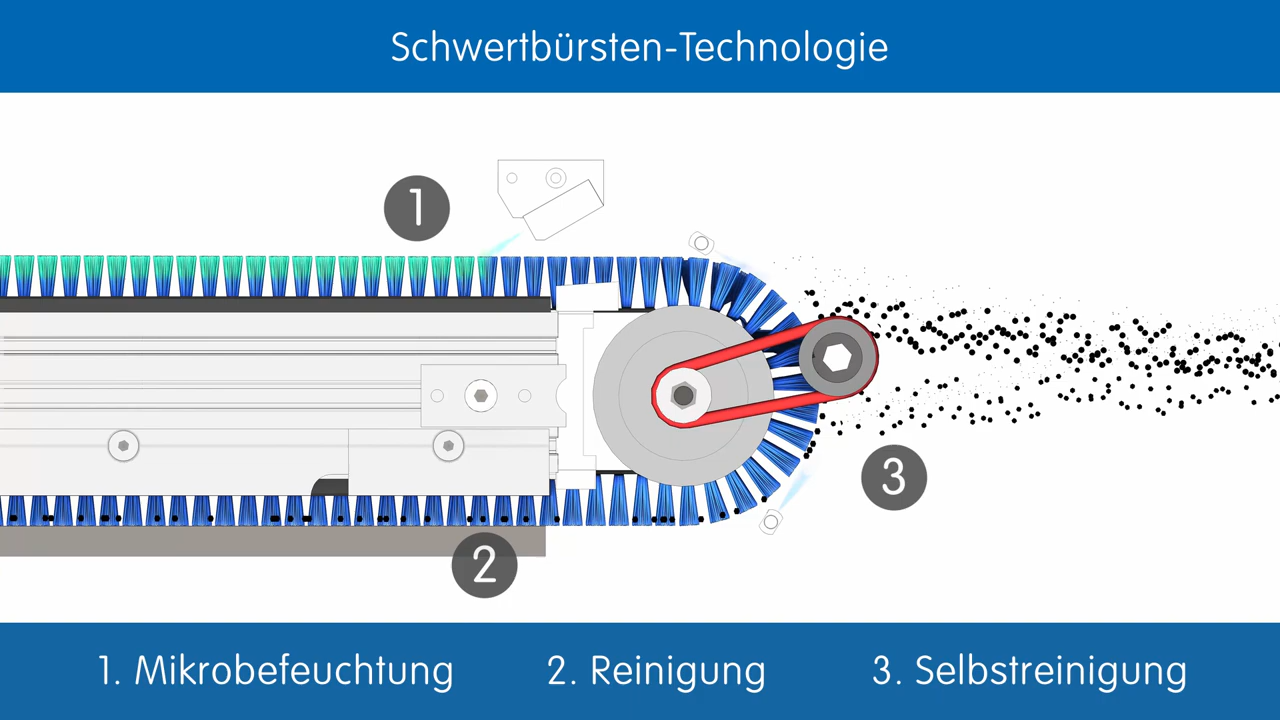 Schwertbürsten-Technologie
1
3
2
1. Mikrobefeuchtung 2. Reinigung 3. Selbstreinigung